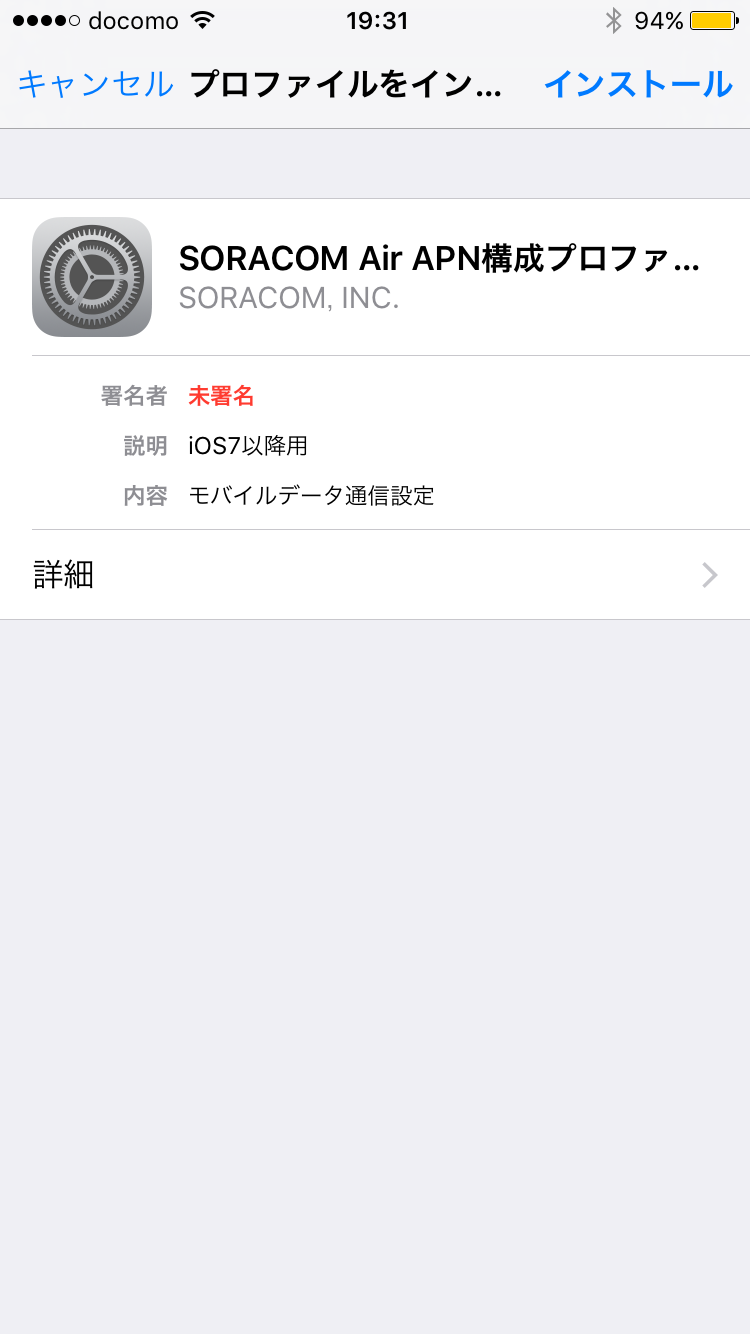 docomo 19:31 94%
キャンセル プロファイルをイン... インストール
SORACOM Air APN構成プロファ...
SORACOM, INC.
署名者 未署名
説明 iOS7以降用
内容 モバイルデータ通信設定
詳細